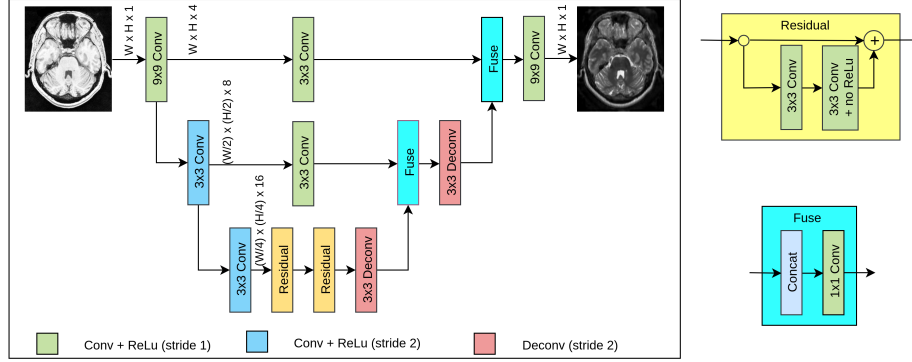 W x H x 1
9x9 Conv
W x H x 4
3x3 Conv
Fuse
9x9 Conv
W x H x 1
3x3 Conv
(W/2) x (H/2) x 8
3x3 Conv
Fuse
3x3 Deconv
3x3 Conv
(W/4) x (H/4) x 16
Residual
Residual
3x3 Deconv
Conv + ReLu (stride 1)
Conv + ReLu (stride 2)
Deconv (stride 2)
Residual
3x3 Conv
3x3 Conv
+ no ReLu
+
Fuse
Concat
1x1 Conv